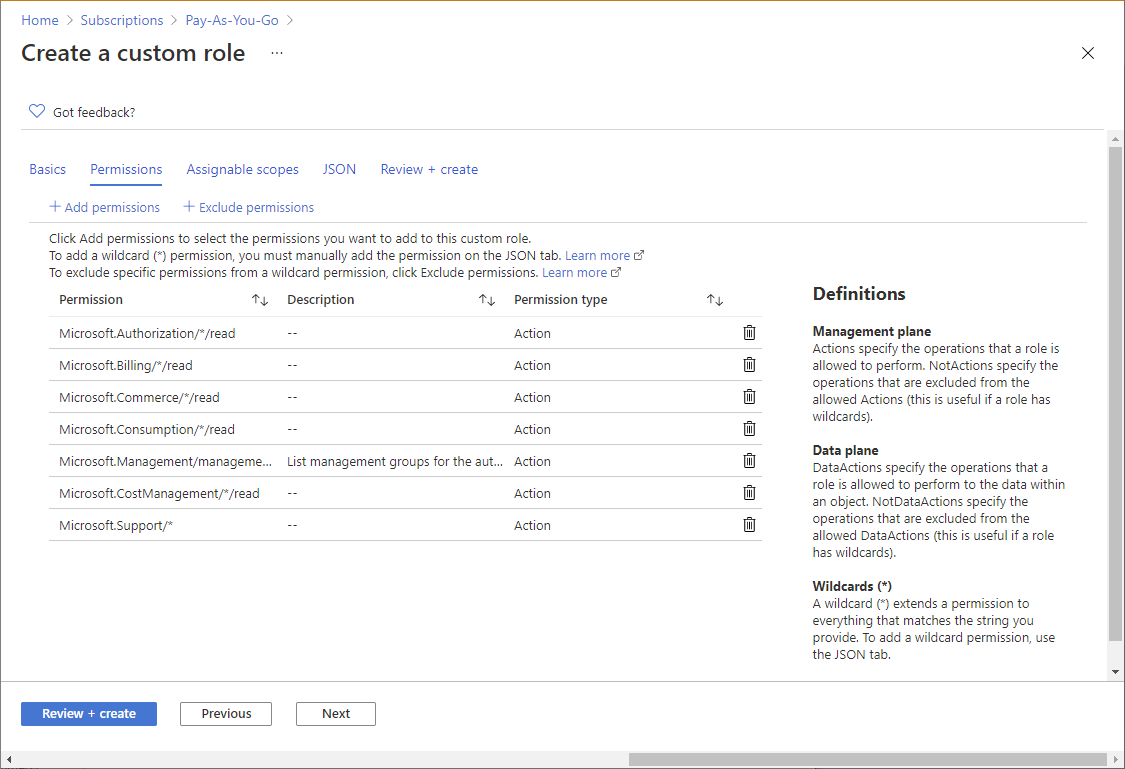 Home > Subscriptions > Pay-As-You-Go >
Create a custom role ...
Got feedback?
Basics Permissions Assignable scopes JSON Review + create
+ Add permissions + Exclude permissions
Click Add permissions to select the permissions you want to add to this custom role.
To add a wildcard (*) permission, you must manually add the permission on the JSON tab. Learn more
To exclude specific permissions from a wildcard permission, click Exclude permissions. Learn more
Permission Description Permission type
Microsoft.Authorization/*/read -- Action
Microsoft.Billing/*/read -- Action
Microsoft.Commerce/*/read -- Action
Microsoft.Consumption/*/read -- Action
Microsoft.Management/manageme... List management groups for the aut... Action
Microsoft.CostManagement/*/read -- Action
Microsoft.Support/* -- Action
Definitions
Management plane
Actions specify the operations that a role is
allowed to perform. NotActions specify the
operations that are excluded from the
allowed Actions (this is useful if a role has
wildcards).
Data plane
DataActions specify the operations that a
role is allowed to perform to the data within
an object. NotDataActions specify the
operations that are excluded from the
allowed DataActions (this is useful if a role
has wildcards).
Wildcards (*)
A wildcard (*) extends a permission to
everything that matches the string you
provide. To add a wildcard permission, use
the JSON tab.
Review + create Previous Next